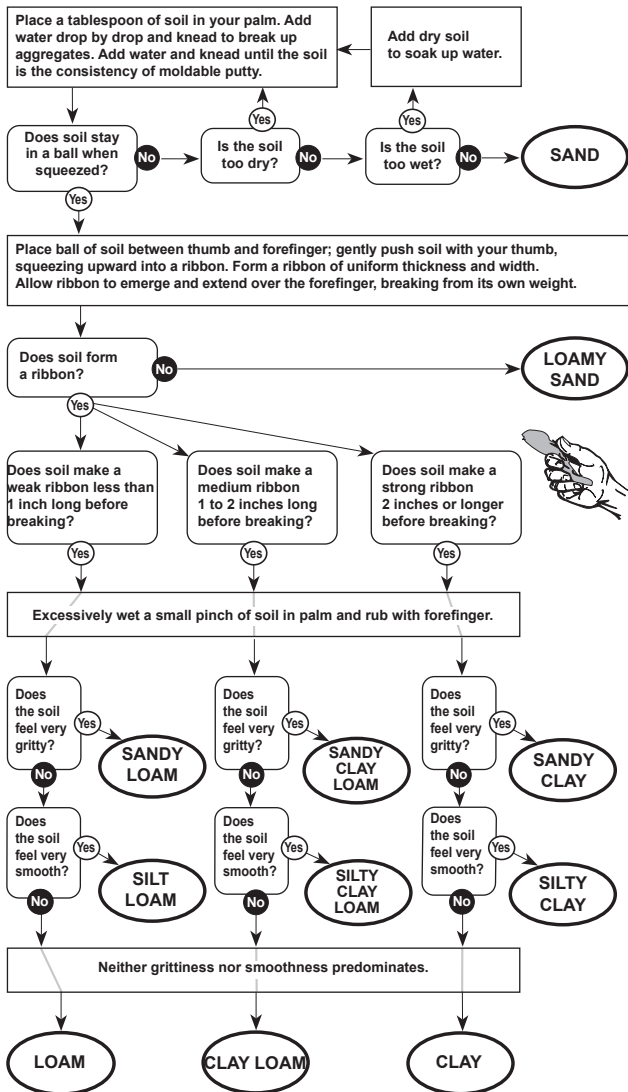 Place a tablespoon of soil in your palm. Add
water drop by drop and knead to break up
aggregates. Add water and knead until the soil
is the consistency of moldable putty.
Add dry soil
to soak up water.
Yes
Yes
Does soil stay
in a ball when
squeezed?
No
Is the soil
too dry?
No
Is the soil
too wet?
No
SAND
Yes
Place ball of soil between thumb and forefinger; gently push soil with your thumb,
squeezing upward into a ribbon. Form a ribbon of uniform thickness and width.
Allow ribbon to emerge and extend over the forefinger, breaking from its own weight.
Does soil form
a ribbon?
No
LOAMY
SAND
Yes
Does soil make a
weak ribbon less than
1 inch long before
breaking?
Does soil make a
medium ribbon
1 to 2 inches long
before breaking?
Does soil make a
strong ribbon
2 inches or longer
before breaking?
Yes
Yes
Yes
Excessively wet a small pinch of soil in palm and rub with forefinger.
Does
the soil
feel very
gritty?
Yes
SANDY
LOAM
No
Does
the soil
feel very
gritty?
Yes
SANDY
CLAY
LOAM
No
Does
the soil
feel very
gritty?
Yes
SANDY
CLAY
No
Does
the soil
feel very
smooth?
Yes
SILT
LOAM
No
Does
the soil
feel very
smooth?
Yes
SILTY
CLAY
LOAM
No
Does
the soil
feel very
smooth?
Yes
SILTY
CLAY
No
Neither grittiness nor smoothness predominates.
LOAM
CLAY LOAM
CLAY